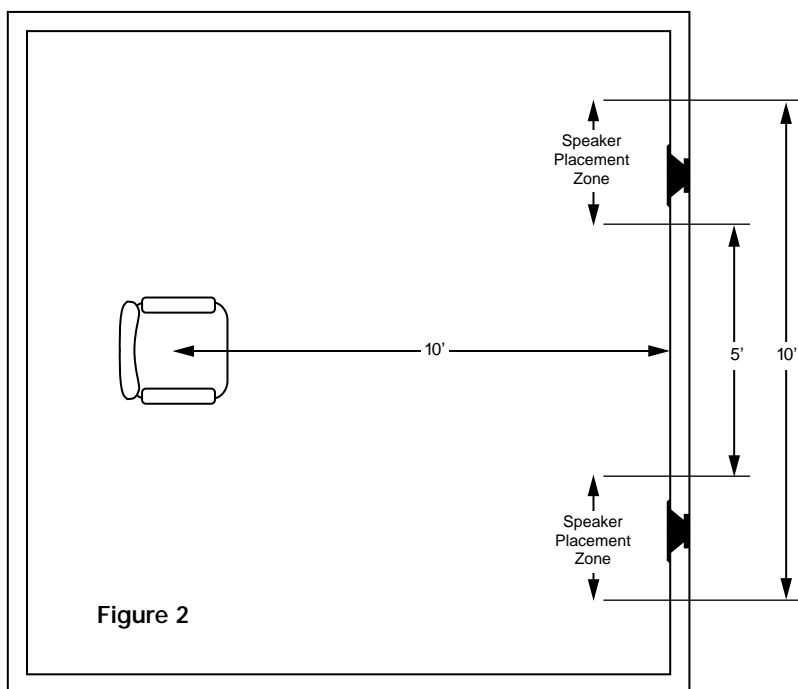 Speaker
Placement
Zone
10’
5’
10’
Speaker
Placement
Zone
Figure 2